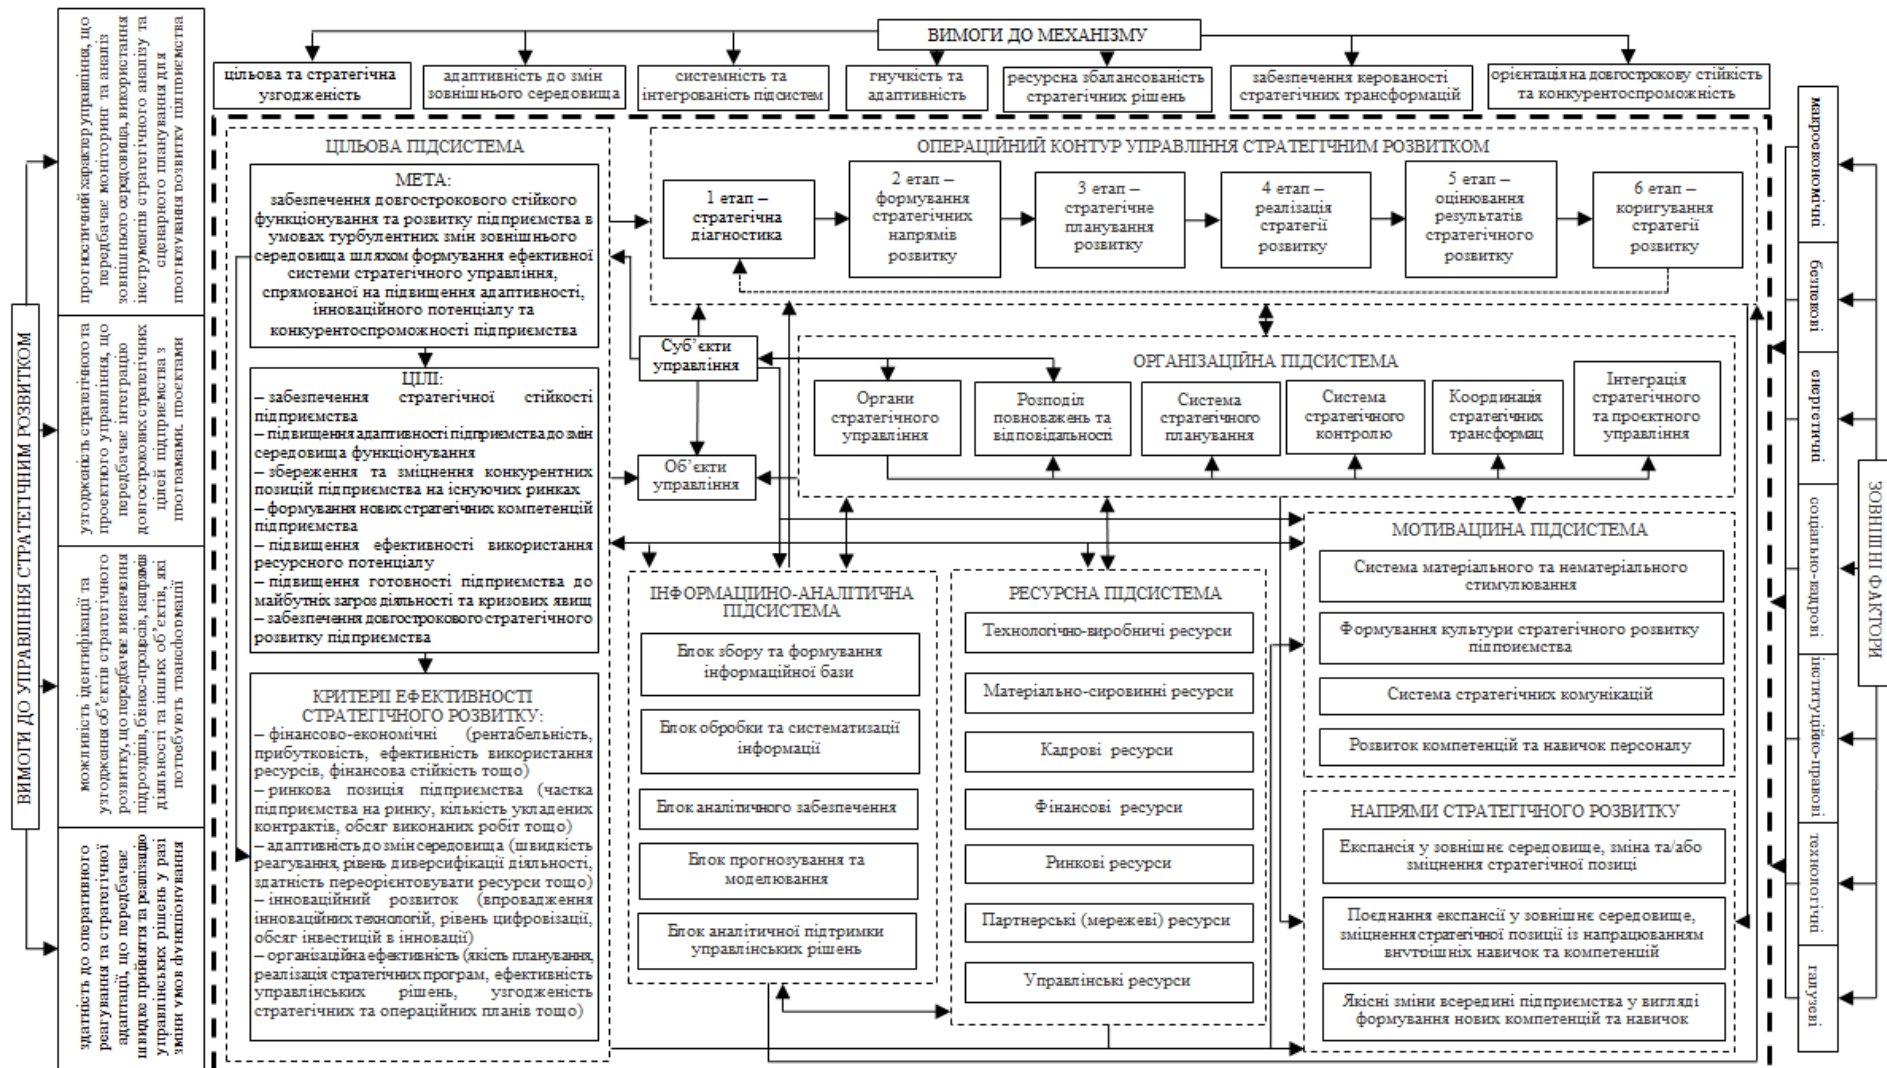 ВИМОГИ ДО МЕХАНІЗМУ
цільова та стратегічна
узгодженість
адаптивність до змін
зовнішнього середовища
системність та
інтегрованість підсистем
гнучкість та
адаптивність
ресурсна збалансованість
стратегічних рішень
забезпечення керованості
стратегічних трансформацій
орієнтація на довгострокову стійкість
та конкурентоспроможність
ВИМОГИ ДО УПРАВЛІННЯ СТРАТЕГІЧНИМ РОЗВИТКОМ
прогностичний характер управління, що
передбачає моніторинг та аналіз
зовнішнього середовища, використання
інструментів стратегічного аналізу та
сценарного планування для
прогнозування розвитку підприємства
узгодженість стратегічного та
проєктного управління, що
передбачає інтеграцію
довгострокових стратегічних
цілей підприємства з
програмами, проєктами
можливість ідентифікації та
узгодження об’єктів стратегічного
розвитку, що передбачає визначення
підрозділів, бізнес-процесів, напрямів
діяльності та інших об’єктів, які
потребують трансформації
здатність до оперативного
реагування та стратегічної
адаптації, що передбачає
швидке прийняття та реалізацію
управлінських рішень у разі
зміни умов функціонування
ЦІЛЬОВА ПІДСИСТЕМА
МЕТА:
забезпечення довгострокового стійкого
функціонування та розвитку підприємства в
умовах турбулентних змін зовнішнього
середовища шляхом формування ефективної
системи стратегічного управління,
спрямованої на підвищення адаптивності,
інноваційного потенціалу та
конкурентоспроможності підприємства
ЦІЛІ:
– забезпечення стратегічної стійкості
підприємства
– підвищення адаптивності підприємства до змін
середовища функціонування
– збереження та зміцнення конкурентних
позицій підприємства на існуючих ринках
– формування нових стратегічних компетенцій
підприємства
– підвищення ефективності використання
ресурсного потенціалу
– підвищення готовності підприємства до
майбутніх загроз діяльності та кризових явищ
– забезпечення довгострокового стратегічного
розвитку підприємства
КРИТЕРІЇ ЕФЕКТИВНОСТІ
СТРАТЕГІЧНОГО РОЗВИТКУ:
– фінансово-економічні (рентабельність,
прибутковість, ефективність використання
ресурсів, фінансова стійкість тощо)
– ринкова позиція підприємства (частка
підприємства на ринку, кількість укладених
контрактів, обсяг виконаних робіт тощо)
– адаптивність до змін середовища (швидкість
реагування, рівень диверсифікації діяльності,
здатність переорієнтовувати ресурси тощо)
– інноваційний розвиток (впровадження
інноваційних технологій, рівень цифровізації,
обсяг інвестицій в інновації)
– організаційна ефективність (якість планування,
реалізація стратегічних програм, ефективність
управлінських рішень, узгодженість
стратегічних та операційних планів тощо)
ОПЕРАЦІЙНИЙ КОНТУР УПРАВЛІННЯ СТРАТЕГІЧНИМ РОЗВИТКОМ
1 етап –
стратегічна
діагностика
2 етап –
формування
стратегічних
напрямів
розвитку
3 етап –
стратегічне
планування
розвитку
4 етап –
реалізація
стратегії
розвитку
5 етап –
оцінювання
результатів
стратегічного
розвитку
6 етап –
коригування
стратегії
розвитку
Суб’єкти
управління
Об’єкти
управління
ОРГАНІЗАЦІЙНА ПІДСИСТЕМА
Органи
стратегічного
управління
Розподіл
повноважень та
відповідальності
Система
стратегічного
планування
Система
стратегічного
контролю
Координація
стратегічних
трансформац
Інтеграція
стратегічного
та проєктного
управління
ІНФОРМАЦІЙНО-АНАЛІТИЧНА
ПІДСИСТЕМА
Блок збору та формування
інформаційної бази
Блок обробки та систематизації
інформації
Блок аналітичного забезпечення
Блок прогнозування та
моделювання
Блок аналітичної підтримки
управлінських рішень
РЕСУРСНА ПІДСИСТЕМА
Технологічно-виробничі ресурси
Матеріально-сировинні ресурси
Кадрові ресурси
Фінансові ресурси
Ринкові ресурси
Партнерські (мережеві) ресурси
Управлінські ресурси
МОТИВАЦІЙНА ПІДСИСТЕМА
Система матеріального та нематеріального
стимулювання
Формування культури стратегічного розвитку
підприємства
Система стратегічних комунікацій
Розвиток компетенцій та навичок персоналу
НАПРЯМИ СТРАТЕГІЧНОГО РОЗВИТКУ
Експансія у зовнішнє середовище, зміна та/або
зміцнення стратегічної позиці
Поєднання експансії у зовнішнє середовище,
зміцнення стратегічної позиції із напрацюванням
внутрішніх навичок та компетенцій
Якісні зміни всередині підприємства у вигляді
формування нових компетенцій та навичок
макроекономічні
безпекові
енергетичні
соціально-кадрові
інституційно-правові
технологічні
галузеві
ЗОВНІШНІ ФАКТОРИ